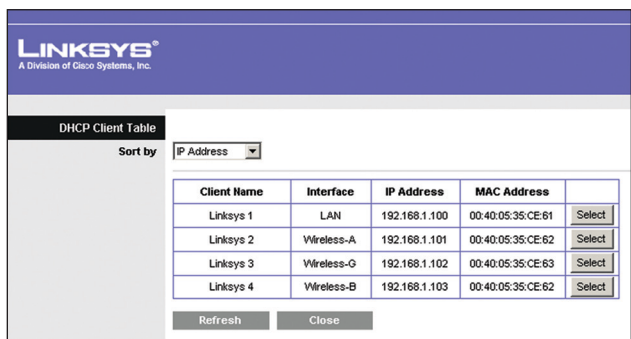 LINKSYS®
A Division of Cisco Systems, Inc.
DHCP Client Table
Sort by IP Address
Client Name Interface IP Address MAC Address
Linksys 1 LAN 192.168.1.100 00:40:05:35:CE:61 Select
Linksys 2 Wireless-A 192.168.1.101 00:40:05:35:CE:62 Select
Linksys 3 Wireless-G 192.168.1.102 00:40:05:35:CE:63 Select
Linksys 4 Wireless-B 192.168.1.103 00:40:05:35:CE:62 Select
Refresh Close